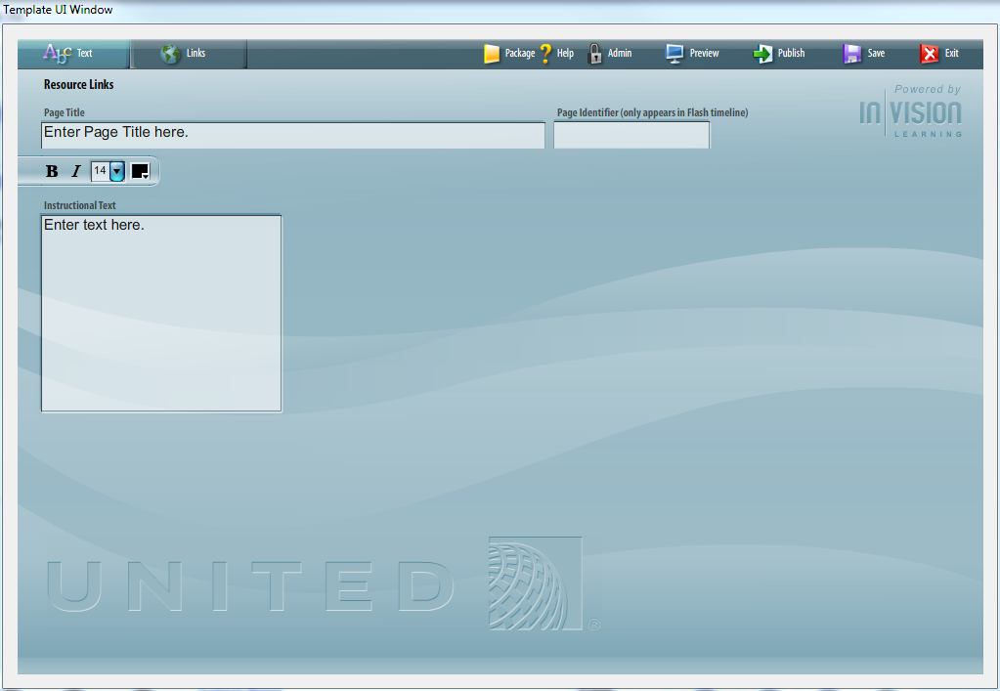 Template UI Window
Abc Text Links Package ? Help Admin Preview Publish Save Exit
Resource Links
Powered by
IN VISION
LEARNING
Page Title Page Identifier (only appears in Flash timeline)
Enter Page Title here.
B I 14
Instructional Text
Enter text here.
UNITED ®